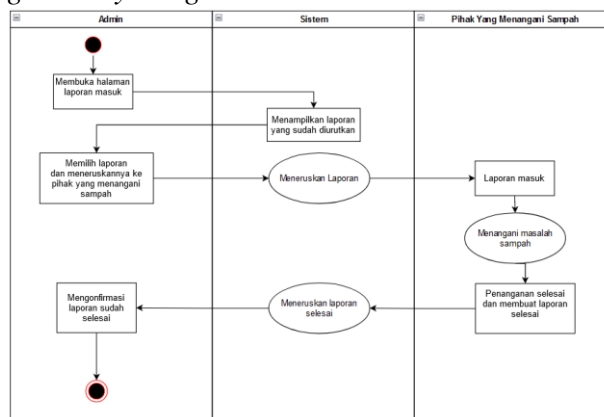 Admin
Sistem
Pihak Yang Menangani Sampah
Membuka halaman
laporan masuk
Menampilkan laporan
yang sudah diurutkan
Memilih laporan
dan meneruskannya ke
pihak yang menangani
sampah
Meneruskan Laporan
Laporan masuk
Menangani masalah
sampah
Penanganan selesai
dan membuat laporan
selesai
Meneruskan laporan
selesai
Mengonfirmasi
laporan sudah
selesai